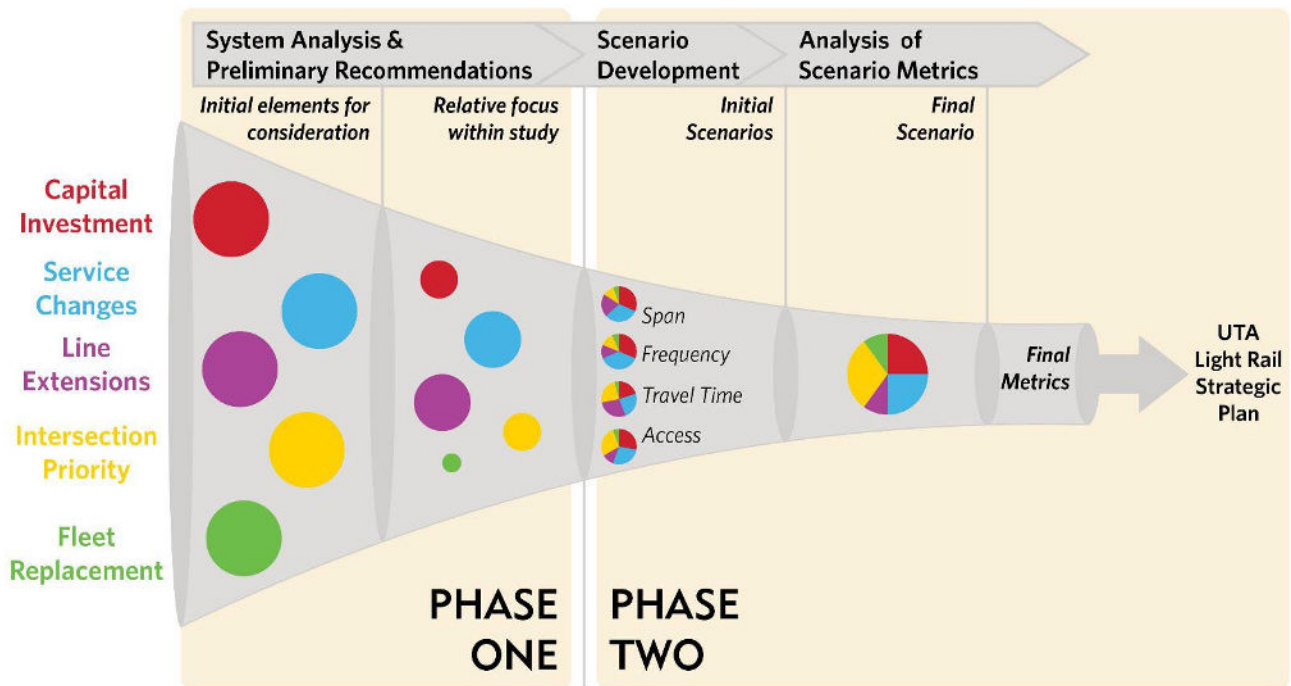 System Analysis &
Preliminary Recommendations
Scenario
Development
Analysis of
Scenario Metrics
Initial elements for
consideration
Relative focus
within study
Initial
Scenarios
Final
Scenario
Capital
Investment
Service
Changes
Line
Extensions
Intersection
Priority
Fleet
Replacement
Span
Frequency
Travel Time
Access
Final
Metrics
UTA
Light Rail
Strategic
Plan
PHASE
ONE
PHASE
TWO